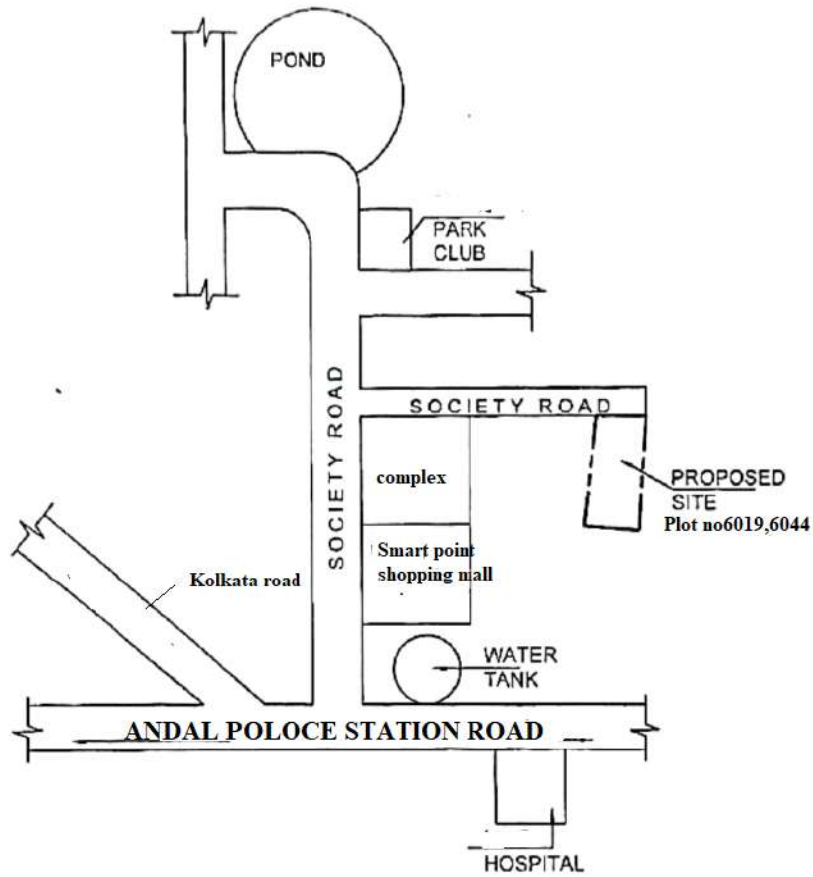 POND
PARK
CLUB
SOCIETY ROAD
SOCIETY ROAD
complex
PROPOSED
SITE
Plot no6019,6044
Smart point
shopping mall
Kolkata road
WATER
TANK
ANDAL POLOCE STATION ROAD
HOSPITAL